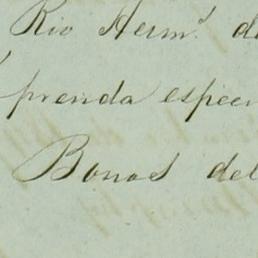 Rio Herm.^s d
prenda especi
Bonos del